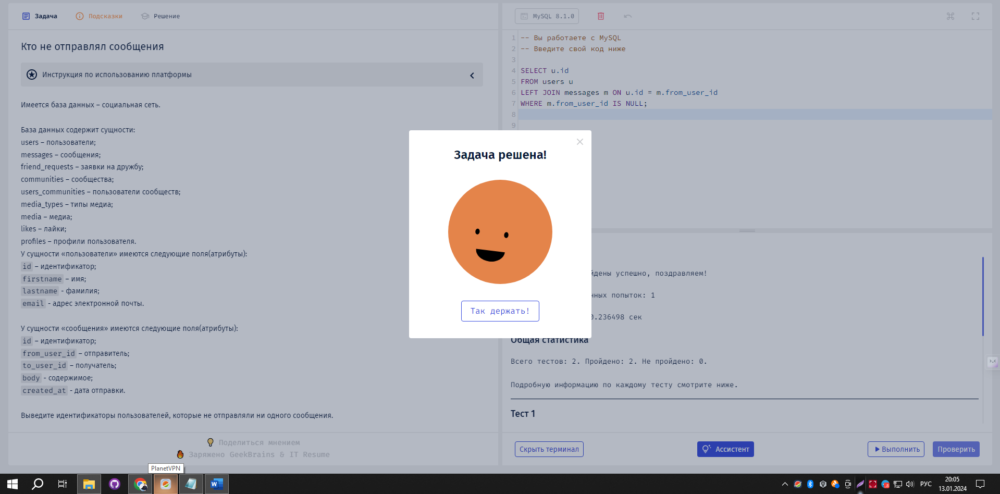 Задача
Подсказки
Решение
Кто не отправлял сообщения
Инструкция по использованию платформы
Имеется база данных – социальная сеть.
База данных содержит сущности:
users – пользователи;
messages – сообщения;
friend_requests – заявки на дружбу;
communities – сообщества;
users_communities – пользователи сообществ;
media_types – типы медиа;
media – медиа;
likes – лайки;
profiles – профили пользователя.
У сущности «пользователи» имеются следующие поля(атрибуты):
id – идентификатор;
firstname – имя;
lastname - фамилия;
email - адрес электронной почты.
У сущности «сообщения» имеются следующие поля(атрибуты):
id – идентификатор;
from_user_id – отправитель;
to_user_id – получатель;
body - содержимое;
created_at - дата отправки.
Выведите идентификаторы пользователей, которые не отправляли ни одного сообщения.
Поделиться мнением
Заряжено GeekBrains & IT Resume
MySQL 8.1.0
1 -- Вы работаете с MySQL
2 -- Введите свой код ниже
3
4 SELECT u.id
5 FROM users u
6 LEFT JOIN messages m ON u.id = m.from_user_id
7 WHERE m.from_user_id IS NULL;
8
9
Задача решена!
Так держать!
йдены успешно, поздравляем!
нных попыток: 1
0.236498 сек
Общая статистика
Всего тестов: 2. Пройдено: 2. Не пройдено: 0.
Подробную информацию по каждому тесту смотрите ниже.
Тест 1
Скрыть терминал
Ассистент
Выполнить
Проверить
PlanetVPN
РУС
20:05
13.01.2024